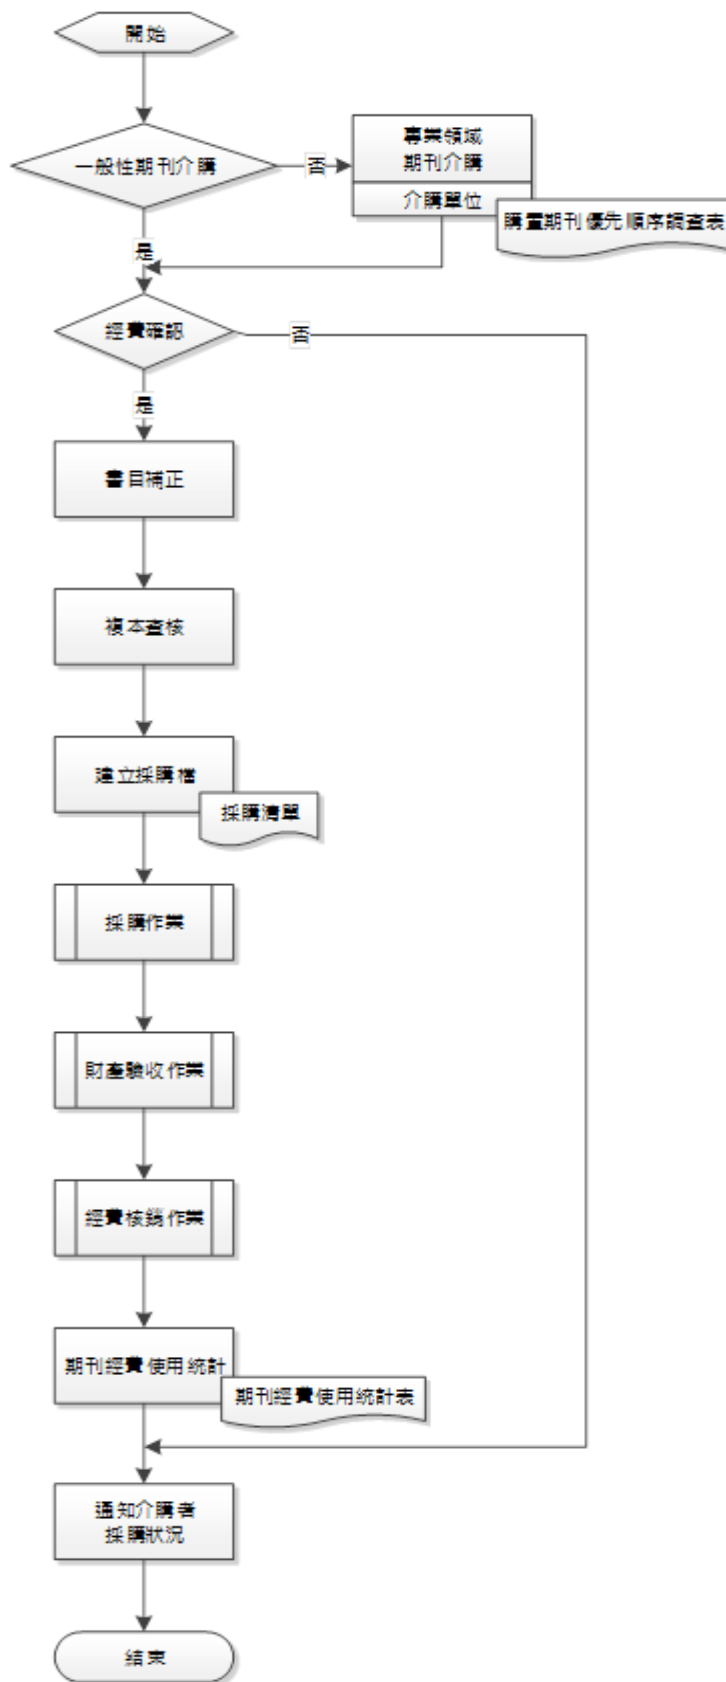 開始
一般性期刊介購
否
專業領域
期刊介購
介購單位
購置期刊優先順序調查表
是
經費確認
否
是
書目補正
複本查核
建立採購檔
採購清單
採購作業
財產驗收作業
經費核銷作業
期刊經費使用統計
期刊經費使用統計表
通知介購者
採購狀況
結束